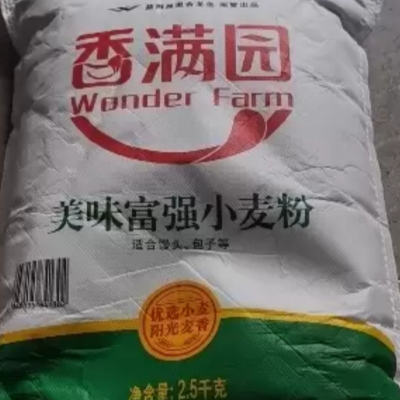 香满园
Wonder Farm
美味富强小麦粉
适合馒头、包子等
优选小麦
阳光麦香
净含量：2.5千克